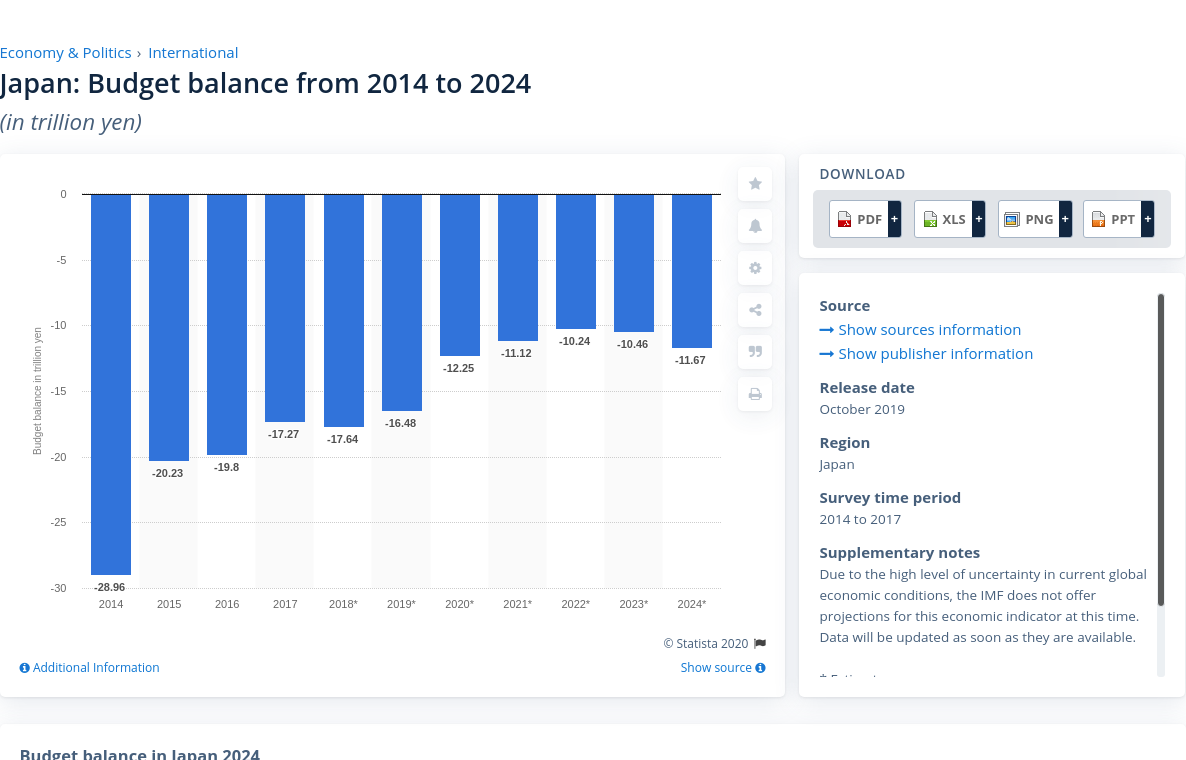 Economy & Politics › International
Japan: Budget balance from 2014 to 2024
(in trillion yen)
Budget balance in trillion yen
0
-5
-10
-15
-20
-25
-30
-28.96
-20.23
-19.8
-17.27
-17.64
-16.48
-12.25
-11.12
-10.24
-10.46
-11.67
2014 2015 2016 2017 2018* 2019* 2020* 2021* 2022* 2023* 2024*
© Statista 2020
Additional Information
Show source
DOWNLOAD
PDF + XLS + PNG + PPT +
Source
Show sources information
Show publisher information
Release date
October 2019
Region
Japan
Survey time period
2014 to 2017
Supplementary notes
Due to the high level of uncertainty in current global
economic conditions, the IMF does not offer
projections for this economic indicator at this time.
Data will be updated as soon as they are available.
Budget balance in Japan 2024